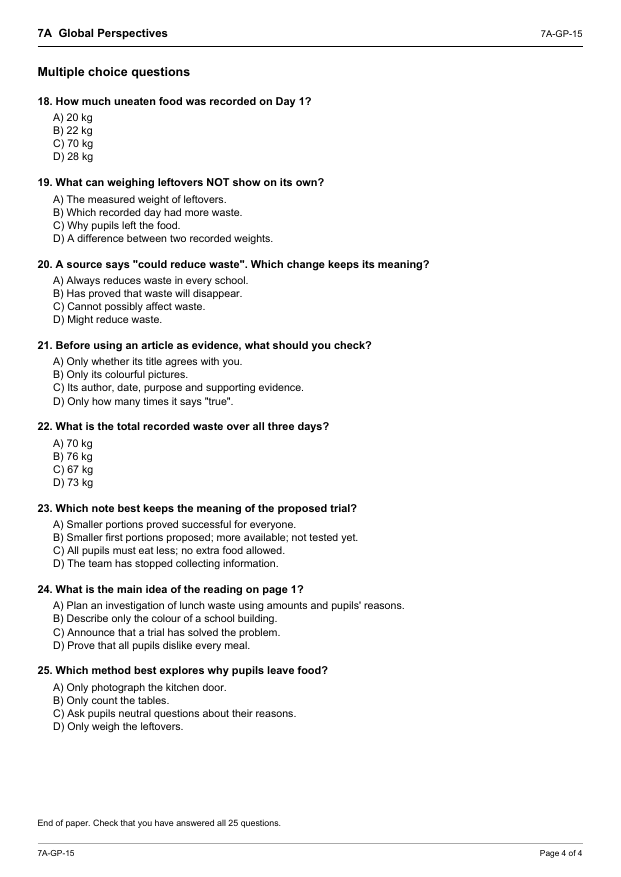 7A Global Perspectives
7A-GP-15
Multiple choice questions
18. How much uneaten food was recorded on Day 1?
A) 20 kg
B) 22 kg
C) 70 kg
D) 28 kg
19. What can weighing leftovers NOT show on its own?
A) The measured weight of leftovers.
B) Which recorded day had more waste.
C) Why pupils left the food.
D) A difference between two recorded weights.
20. A source says "could reduce waste". Which change keeps its meaning?
A) Always reduces waste in every school.
B) Has proved that waste will disappear.
C) Cannot possibly affect waste.
D) Might reduce waste.
21. Before using an article as evidence, what should you check?
A) Only whether its title agrees with you.
B) Only its colourful pictures.
C) Its author, date, purpose and supporting evidence.
D) Only how many times it says "true".
22. What is the total recorded waste over all three days?
A) 70 kg
B) 76 kg
C) 67 kg
D) 73 kg
23. Which note best keeps the meaning of the proposed trial?
A) Smaller portions proved successful for everyone.
B) Smaller first portions proposed; more available; not tested yet.
C) All pupils must eat less; no extra food allowed.
D) The team has stopped collecting information.
24. What is the main idea of the reading on page 1?
A) Plan an investigation of lunch waste using amounts and pupils' reasons.
B) Describe only the colour of a school building.
C) Announce that a trial has solved the problem.
D) Prove that all pupils dislike every meal.
25. Which method best explores why pupils leave food?
A) Only photograph the kitchen door.
B) Only count the tables.
C) Ask pupils neutral questions about their reasons.
D) Only weigh the leftovers.
End of paper. Check that you have answered all 25 questions.
7A-GP-15
Page 4 of 4